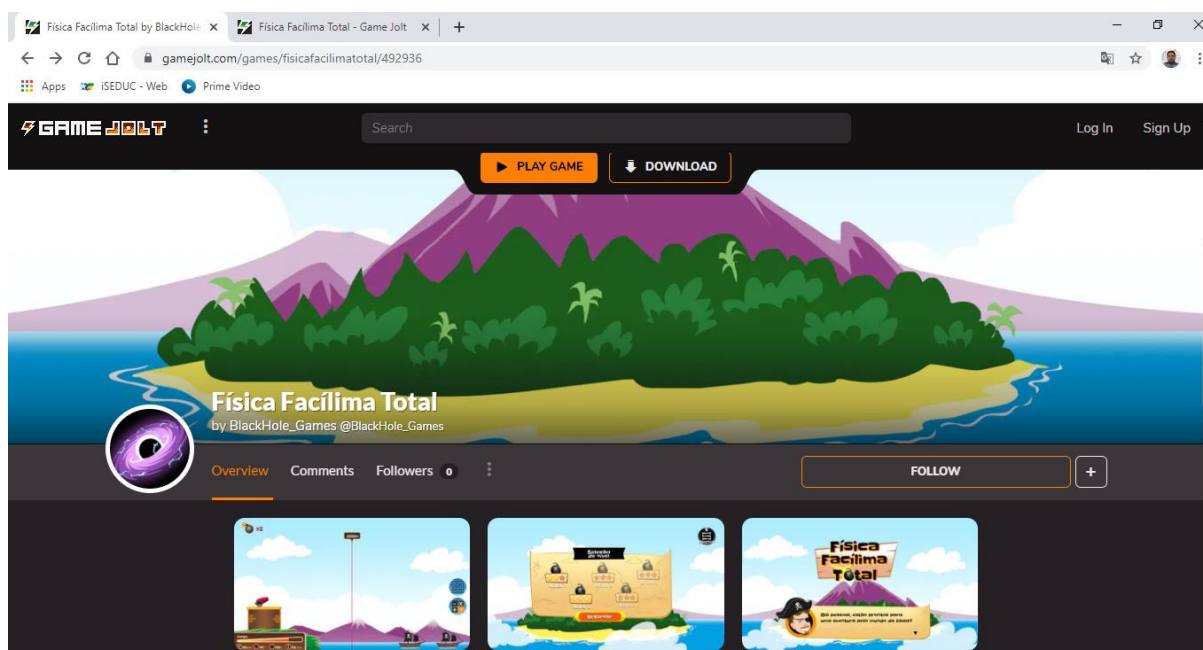 Física Facílima Total by BlackHole
Física Facílima Total - Game Jolt
gamejolt.com/games/fisicafacilimatotal/492936
Apps iSEDUC - Web Prime Video
GAME JOLT Search Log In Sign Up
PLAY GAME DOWNLOAD
Física Facílima Total
by BlackHole_Games @BlackHole_Games
Overview Comments Followers 0 FOLLOW +
Física
Facílima
Total